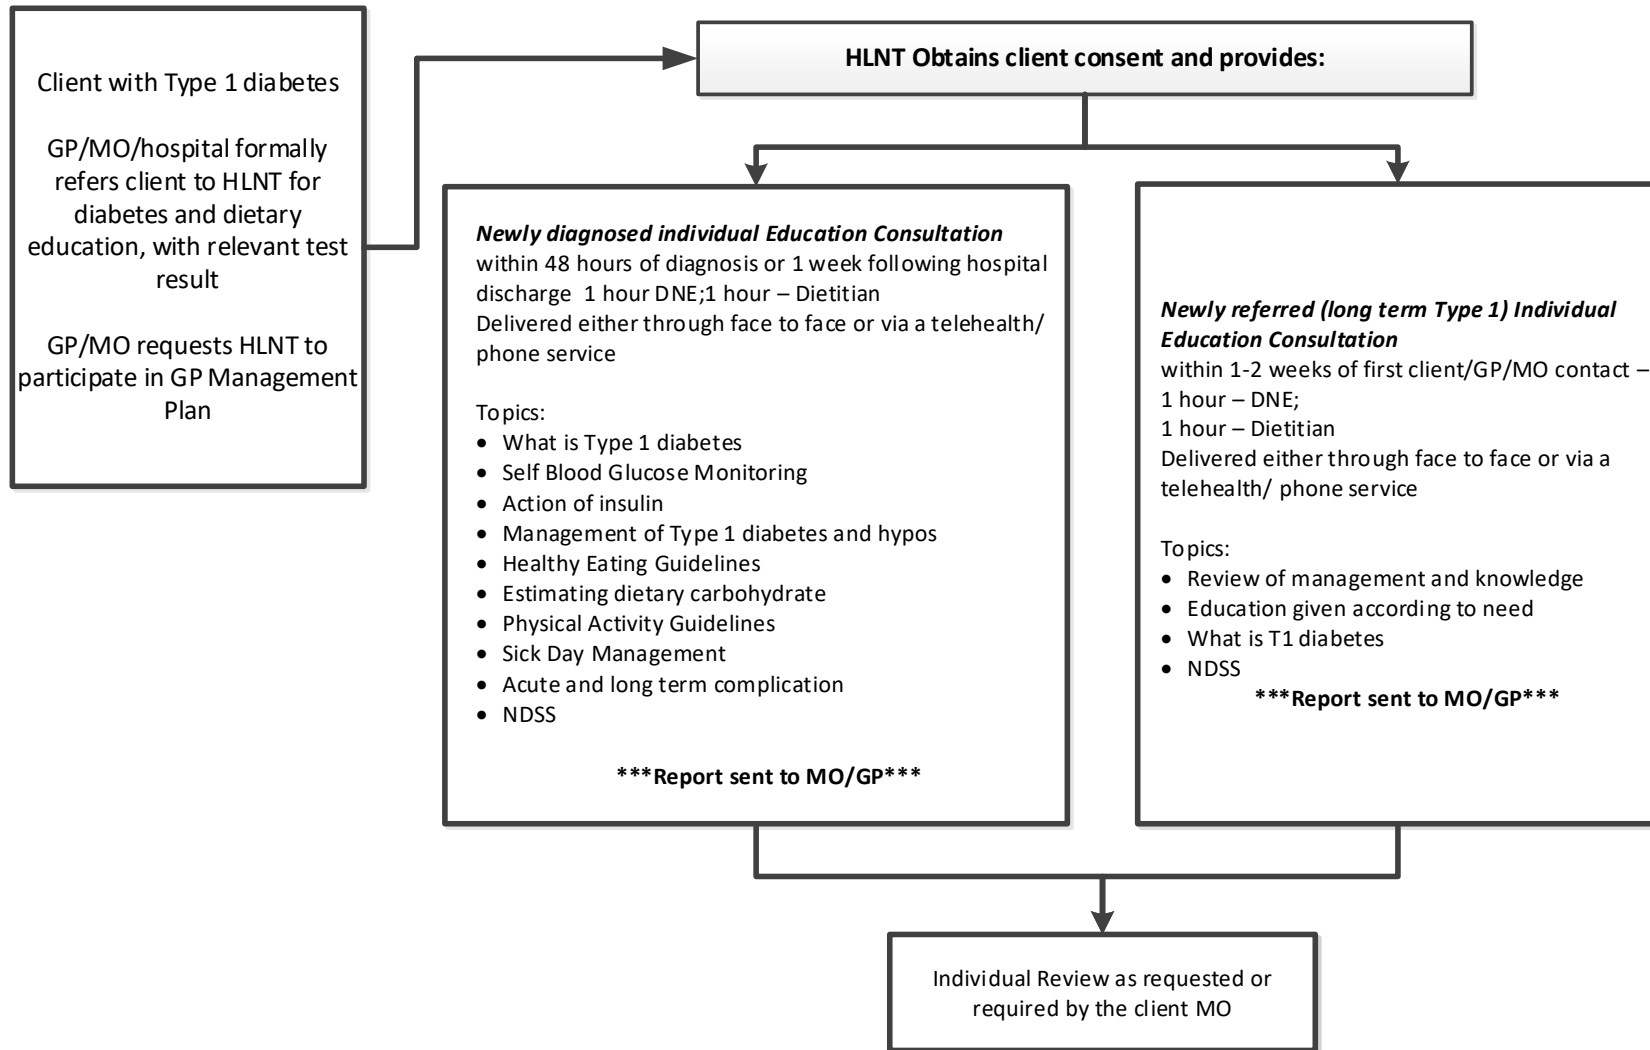 Client with Type 1 diabetes
GP/MO/hospital formally
refers client to HLNT for
diabetes and dietary
education, with relevant test
result
GP/MO requests HLNT to
participate in GP Management
Plan
HLNT Obtains client consent and provides:
Newly diagnosed individual Education Consultation
within 48 hours of diagnosis or 1 week following hospital
discharge  1 hour DNE;1 hour – Dietitian
Delivered either through face to face or via a telehealth/
phone service
Topics:
• What is Type 1 diabetes
• Self Blood Glucose Monitoring
• Action of insulin
• Management of Type 1 diabetes and hypos
• Healthy Eating Guidelines
• Estimating dietary carbohydrate
• Physical Activity Guidelines
• Sick Day Management
• Acute and long term complication
• NDSS
***Report sent to MO/GP***
Newly referred (long term Type 1) Individual
Education Consultation
within 1-2 weeks of first client/GP/MO contact –
1 hour – DNE;
1 hour – Dietitian
Delivered either through face to face or via a
telehealth/ phone service
Topics:
• Review of management and knowledge
• Education given according to need
• What is T1 diabetes
• NDSS
***Report sent to MO/GP***
Individual Review as requested or
required by the client MO